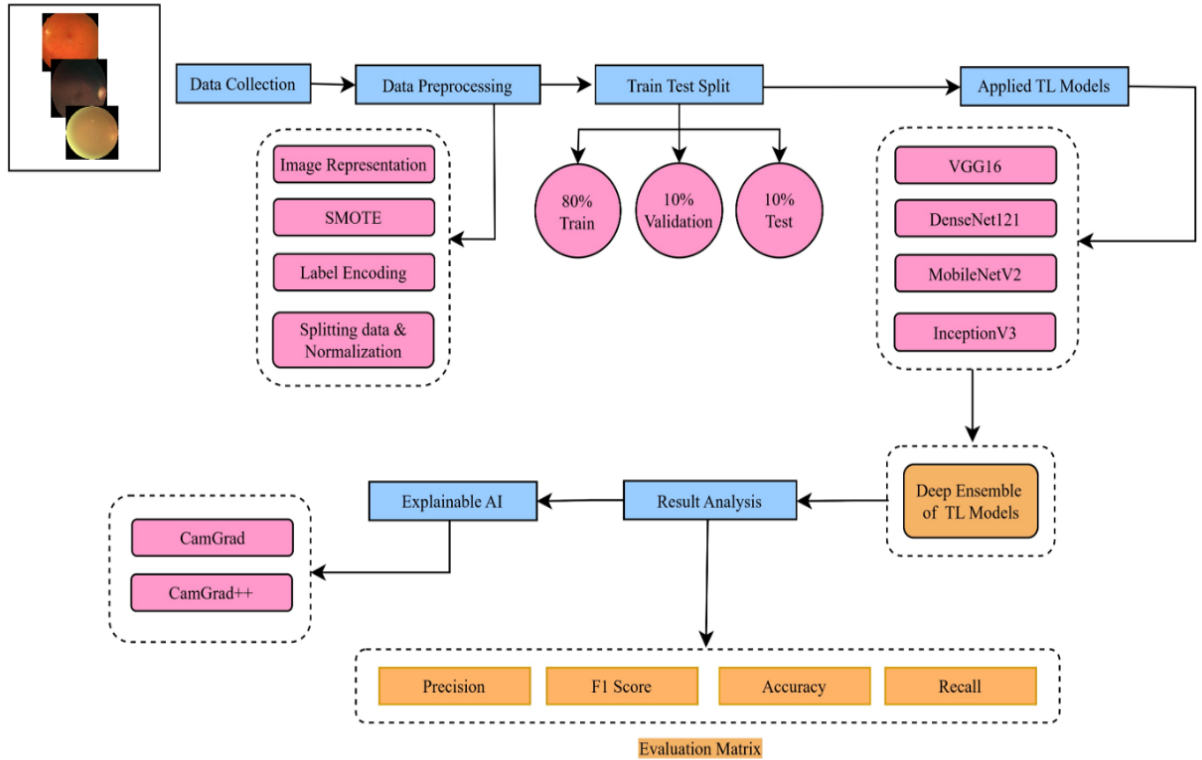 Data Collection
Data Preprocessing
Train Test Split
Applied TL Models
Image Representation
SMOTE
Label Encoding
Splitting data &
Normalization
80%
Train
10%
Validation
10%
Test
VGG16
DenseNet121
MobileNetV2
InceptionV3
Deep Ensemble
of TL Models
Result Analysis
Explainable AI
CamGrad
CamGrad++
Precision
F1 Score
Accuracy
Recall
Evaluation Matrix